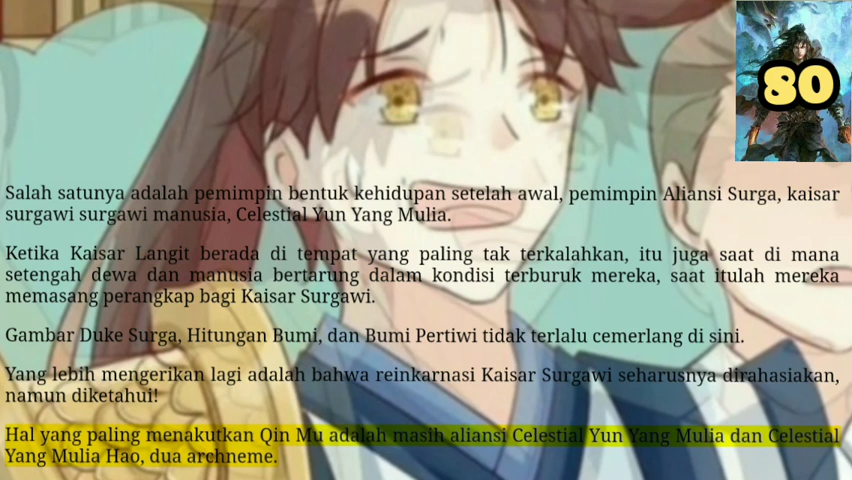 80
Salah satunya adalah pemimpin bentuk kehidupan setelah awal, pemimpin Aliansi Surga, kaisar
surgawi surgawi manusia, Celestial Yun Yang Mulia.
Ketika Kaisar Langit berada di tempat yang paling tak terkalahkan, itu juga saat di mana
setengah dewa dan manusia bertarung dalam kondisi terburuk mereka, saat itulah mereka
memasang perangkap bagi Kaisar Surgawi.
Gambar Duke Surga, Hitungan Bumi, dan Bumi Pertiwi tidak terlalu cemerlang di sini.
Yang lebih mengerikan lagi adalah bahwa reinkarnasi Kaisar Surgawi seharusnya dirahasiakan,
namun diketahui!
Hal yang paling menakutkan Qin Mu adalah masih aliansi Celestial Yun Yang Mulia dan Celestial
Yang Mulia Hao, dua archneme.